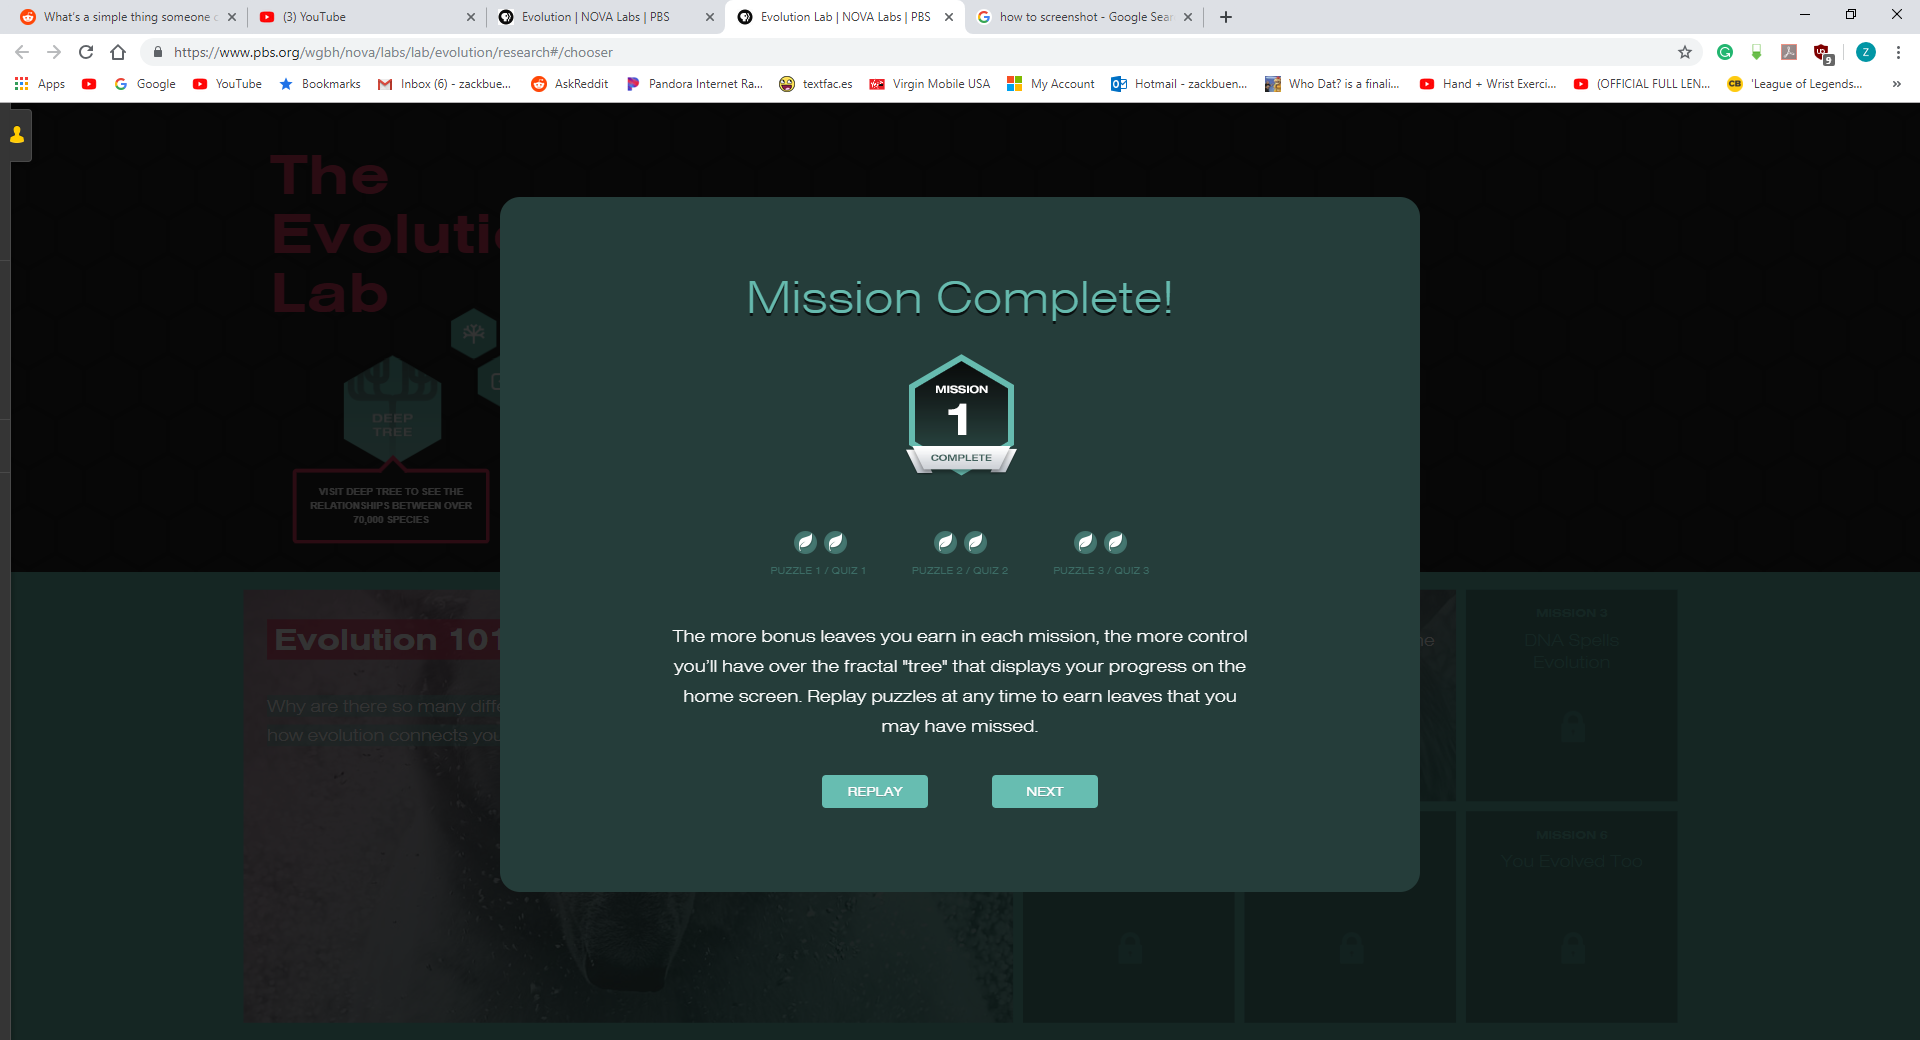 What's a simple thing someone c
(3) YouTube
Evolution | NOVA Labs | PBS
Evolution Lab | NOVA Labs | PBS
how to screenshot - Google Sear
https://www.pbs.org/wgbh/nova/labs/lab/evolution/research#/chooser
9
Z
Apps
Google
YouTube
Bookmarks
Inbox (6) - zackbue...
AskReddit
Pandora Internet Ra...
textfac.es
Virgin Mobile USA
My Account
Hotmail - zackbuen...
Who Dat? is a finali...
Hand + Wrist Exerci...
(OFFICIAL FULL LEN...
CB
'League of Legends...
»
The
Evolutio
Lab
DEEP
TREE
VISIT DEEP TREE TO SEE THE
RELATIONSHIPS BETWEEN OVER
70,000 SPECIES
Mission Complete!
MISSION
1
COMPLETE
PUZZLE 1 / QUIZ 1
PUZZLE 2 / QUIZ 2
PUZZLE 3 / QUIZ 3
The more bonus leaves you earn in each mission, the more control
you'll have over the fractal "tree" that displays your progress on the
home screen. Replay puzzles at any time to earn leaves that you
may have missed.
REPLAY
NEXT
Evolution 101
Why are there so many diffe
how evolution connects you
MISSION 3
DNA Spells
Evolution
MISSION 6
You Evolved Too